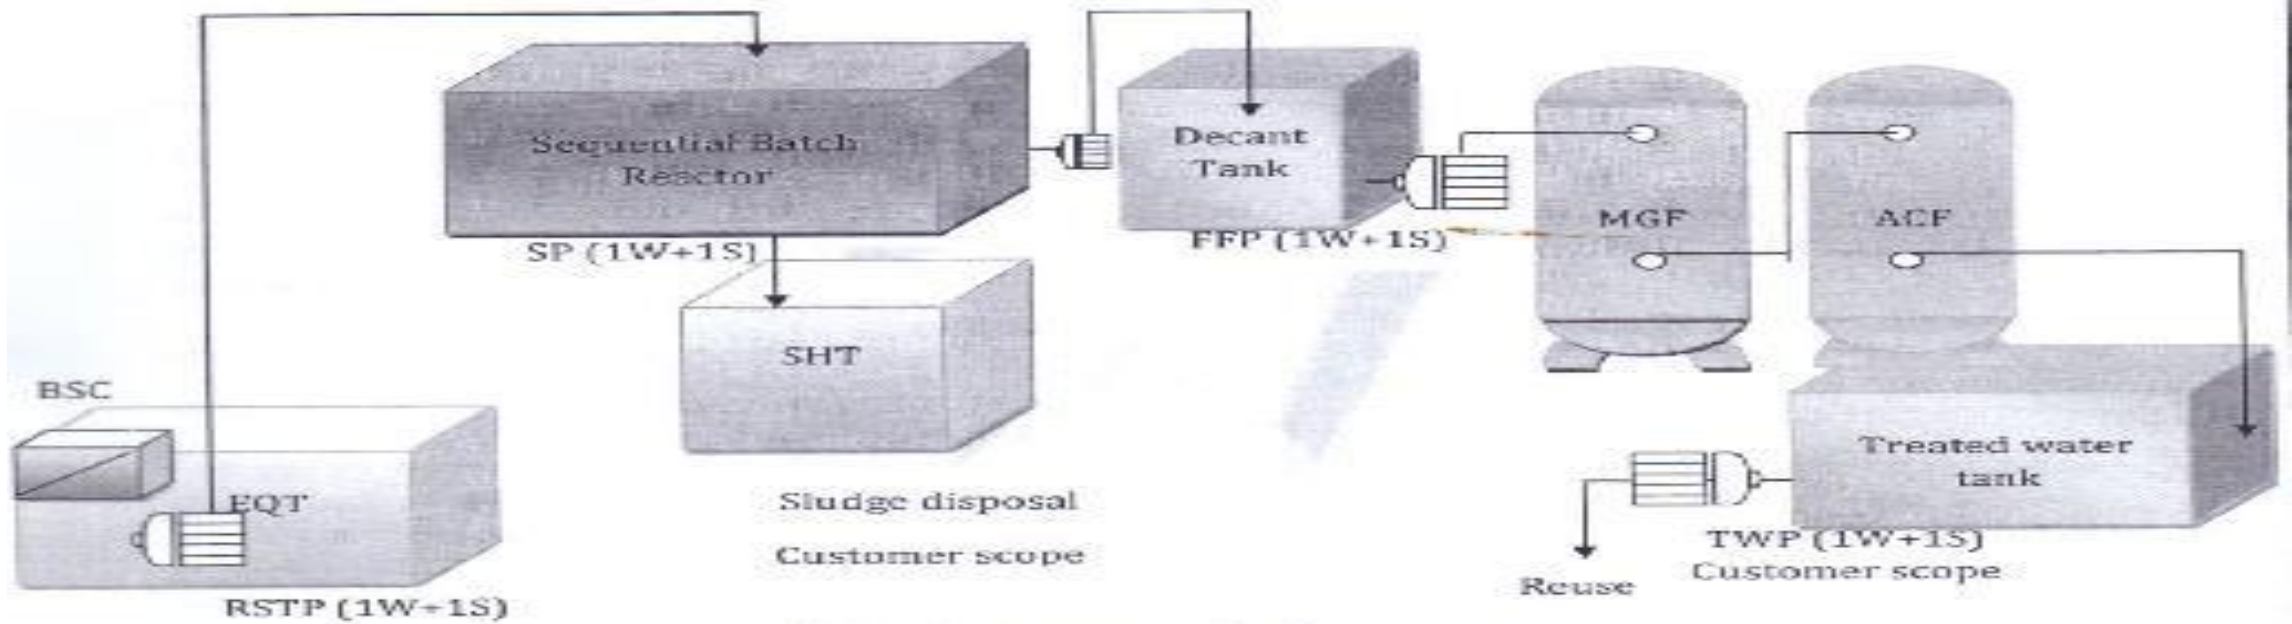 Sequential Batch
Reactor
Decant
Tank
MGF
ACF
SP (1W+1S)
FFP (1W+1S)
SHT
BSC
EQT
Treated water
tank
Sludge disposal
Customer scope
TWP (1W+1S)
Customer scope
Reuse
RSTP (1W+1S)